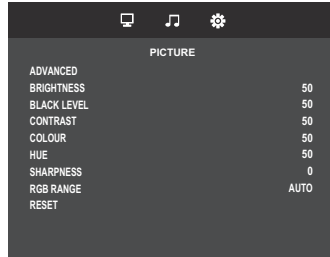 PICTURE
ADVANCED
BRIGHTNESS 50
BLACK LEVEL 50
CONTRAST 50
COLOUR 50
HUE 50
SHARPNESS 0
RGB RANGE AUTO
RESET